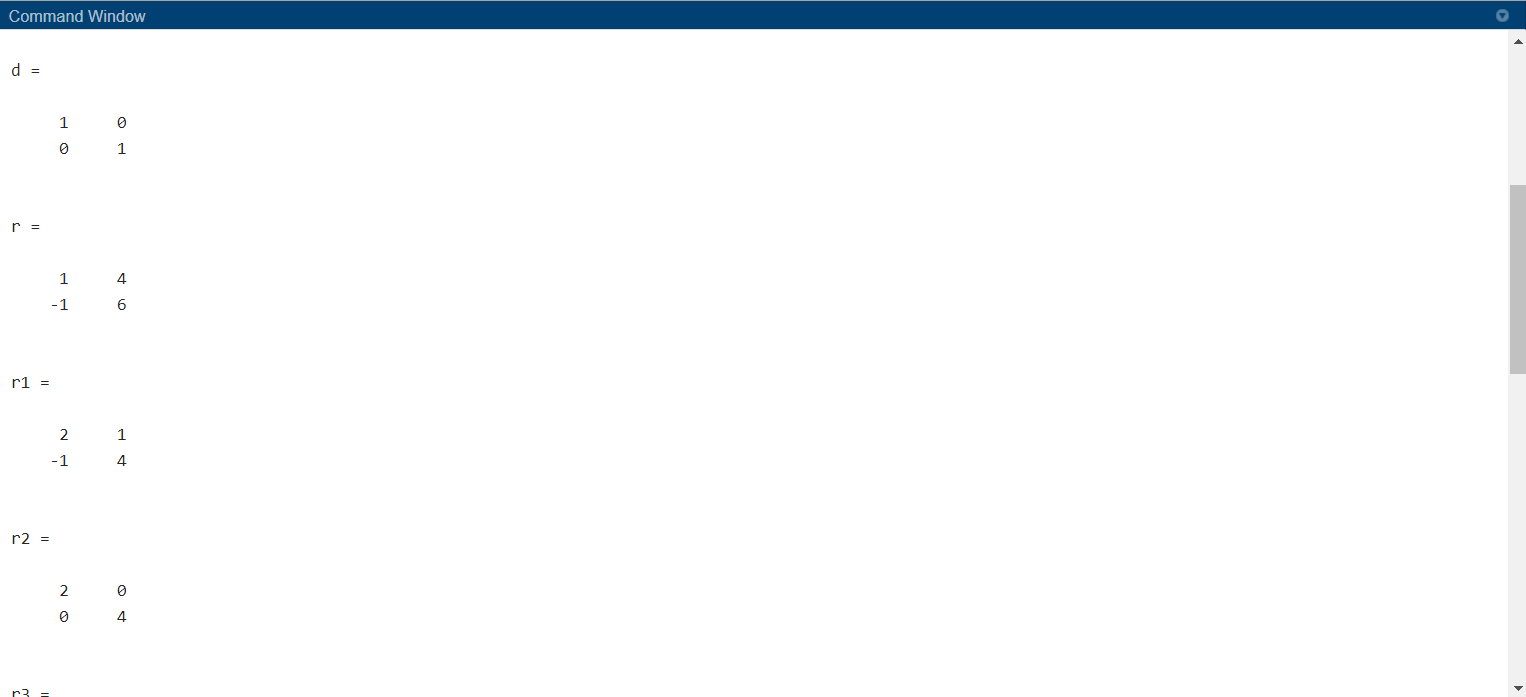 Command Window
d =
1 0
0 1
r =
1 4
-1 6
r1 =
2 1
-1 4
r2 =
2 0
0 4
r3 =